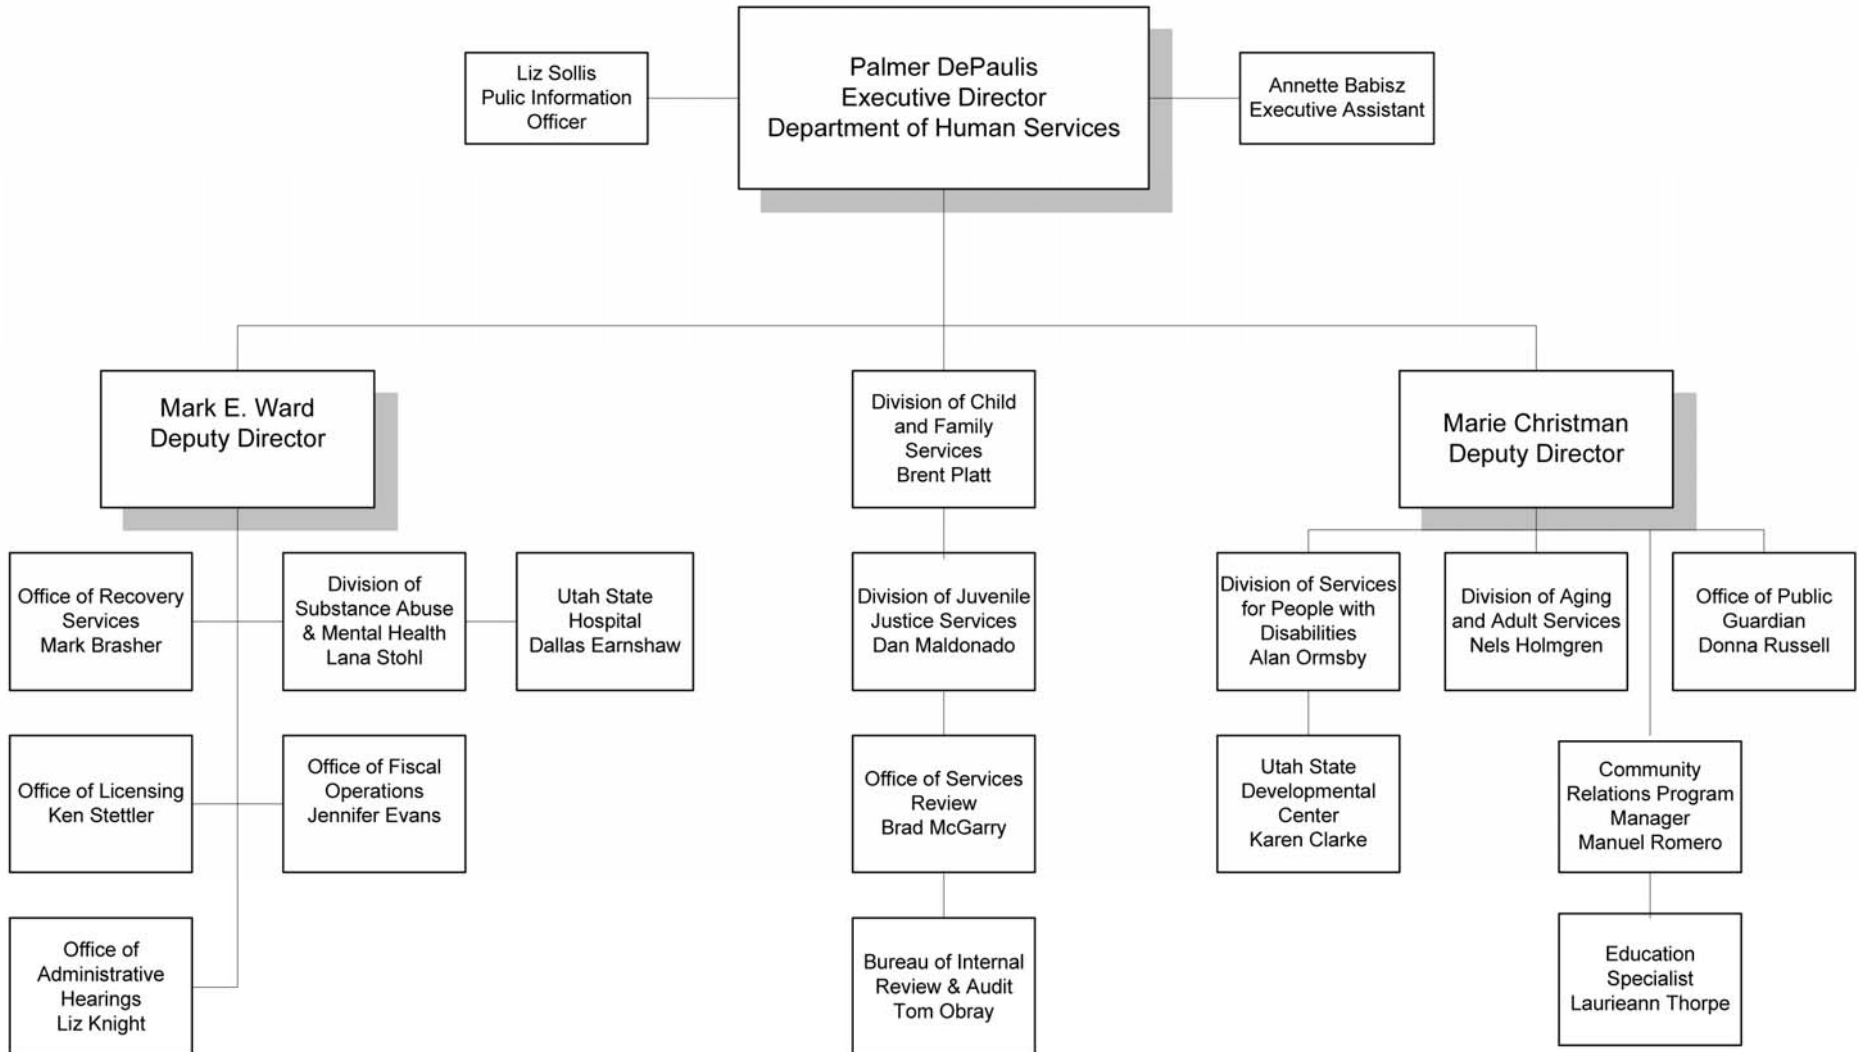 Liz Sollis
Pulic Information
Officer
Palmer DePaulis
Executive Director
Department of Human Services
Annette Babisz
Executive Assistant
Mark E. Ward
Deputy Director
Division of Child
and Family
Services
Brent Platt
Marie Christman
Deputy Director
Office of Recovery
Services
Mark Brasher
Division of
Substance Abuse
& Mental Health
Lana Stohl
Utah State
Hospital
Dallas Earnshaw
Division of Juvenile
Justice Services
Dan Maldonado
Division of Services
for People with
Disabilities
Alan Ormsby
Division of Aging
and Adult Services
Nels Holmgren
Office of Public
Guardian
Donna Russell
Office of Licensing
Ken Stettler
Office of Fiscal
Operations
Jennifer Evans
Office of Services
Review
Brad McGarry
Utah State
Developmental
Center
Karen Clarke
Community
Relations Program
Manager
Manuel Romero
Office of
Administrative
Hearings
Liz Knight
Bureau of Internal
Review & Audit
Tom Obray
Education
Specialist
Laurieann Thorpe